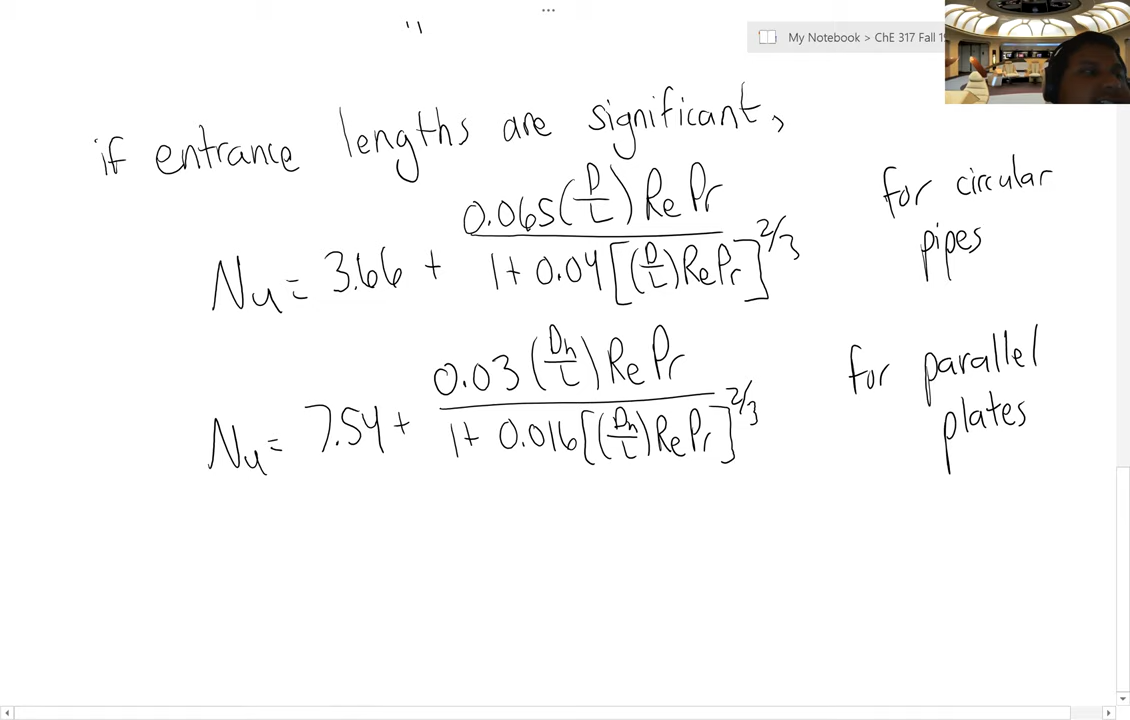 My Notebook > ChE 317 Fall 19
if entrance lengths are significant,
Nu = 3.66 + 0.065(D/L) Re Pr / 1 + 0.04[(D/L) Re Pr]^2/3 for circular pipes
Nu = 7.54 + 0.03(Dh/L) Re Pr / 1 + 0.016[(Dh/L) Re Pr]^2/3 for parallel plates